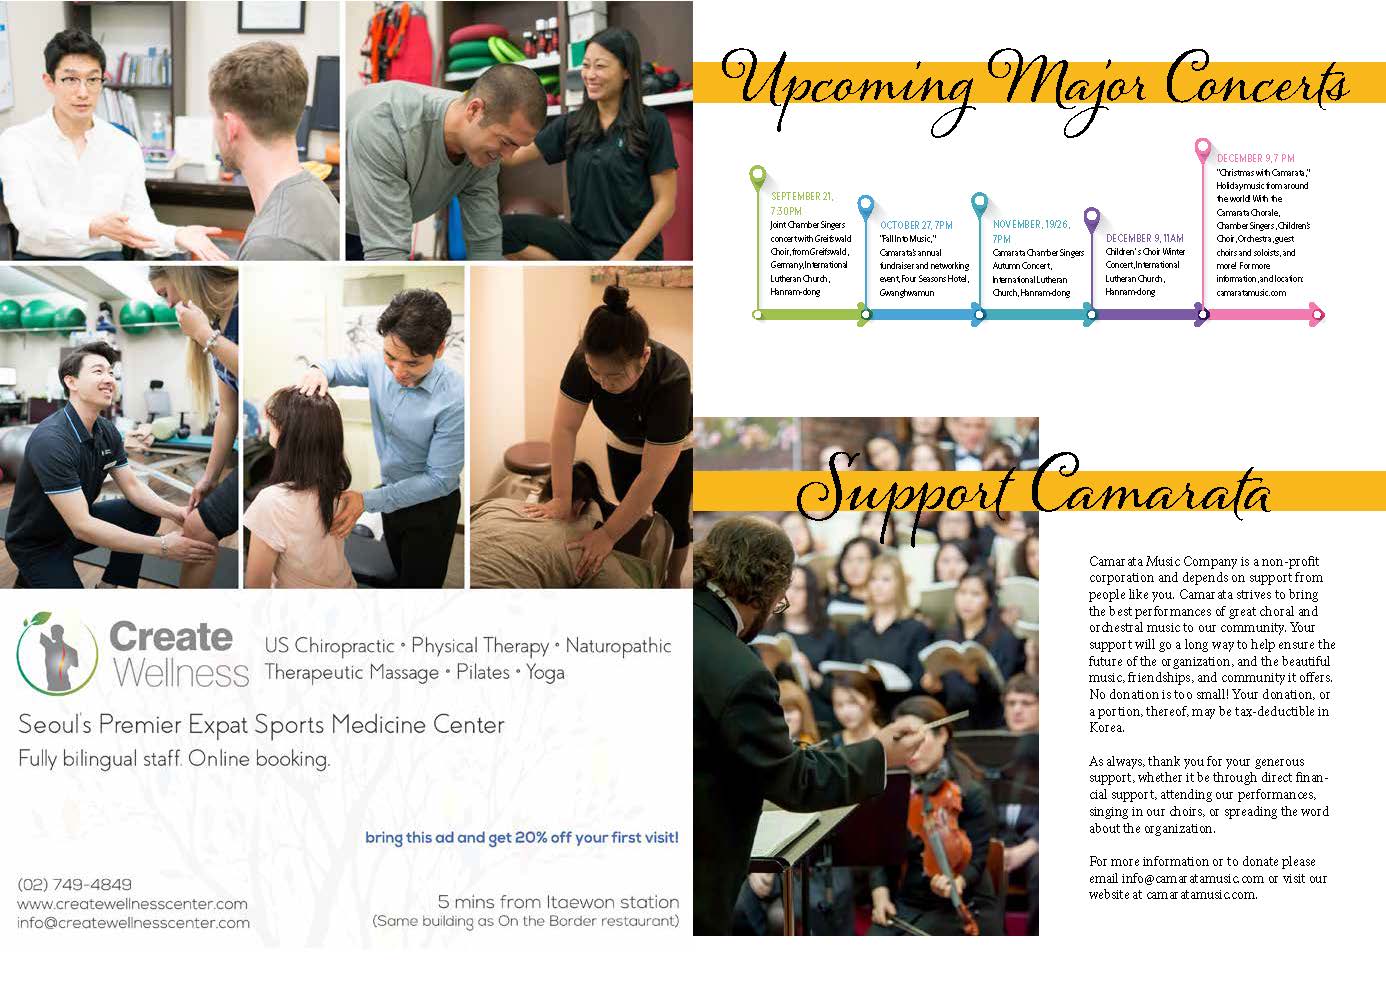 Create
Wellness
US Chiropractic • Physical Therapy • Naturopathic
Therapeutic Massage • Pilates • Yoga
Seoul's Premier Expat Sports Medicine Center
Fully bilingual staff. Online booking.
bring this ad and get 20% off your first visit!
(02) 749-4849
www.createwellnesscenter.com
info@createwellnesscenter.com
5 mins from Itaewon station
(Same building as On the Border restaurant)
Upcoming Major Concerts
SEPTEMBER 21,
7:30PM
Joint Chamber Singers
concert with Greifswald
Choir, from Greifswald,
Germany, International
Lutheran Church,
Hannam-dong
OCTOBER 27, 7PM
"Fall Into Music,"
Camarata's annual
fundraiser and networking
event, Four Seasons Hotel,
Gwanghwamun
NOVEMBER, 19/26,
7PM
Camarata Chamber Singers
Autumn Concert,
International Lutheran
Church, Hannam-dong
DECEMBER 9, 11AM
Children's Choir Winter
Concert, International
Lutheran Church,
Hannam-dong
DECEMBER 9, 7 PM
"Christmas with Camarata,"
Holiday music from around
the world! With the
Camarata Chorale,
Chamber Singers, Children's
Choir, Orchestra, guest
choirs and soloists, and
more! For more
information, and location:
camaratamusic.com
Support Camarata
Camarata Music Company is a non-profit
corporation and depends on support from
people like you. Camarata strives to bring
the best performances of great choral and
orchestral music to our community. Your
support will go a long way to help ensure the
future of the organization, and the beautiful
music, friendships, and community it offers.
No donation is too small! Your donation, or
a portion, thereof, may be tax-deductible in
Korea.
As always, thank you for your generous
support, whether it be through direct finan-
cial support, attending our performances,
singing in our choirs, or spreading the word
about the organization.
For more information or to donate please
email info@camaratamusic.com or visit our
website at camaratamusic.com.